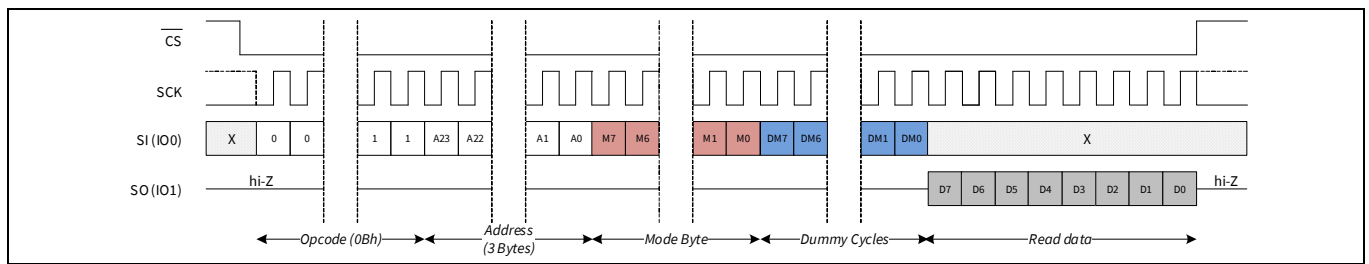 CS
SCK
SI (IO0) X 0 0 1 1 A23 A22 A1 A0 M7 M6 M1 M0 DM7 DM6 DM1 DM0 X
hi-Z
SO (IO1) D7 D6 D5 D4 D3 D2 D1 D0 hi-Z
Opcode (0Bh) Address (3 Bytes) Mode Byte Dummy Cycles Read data